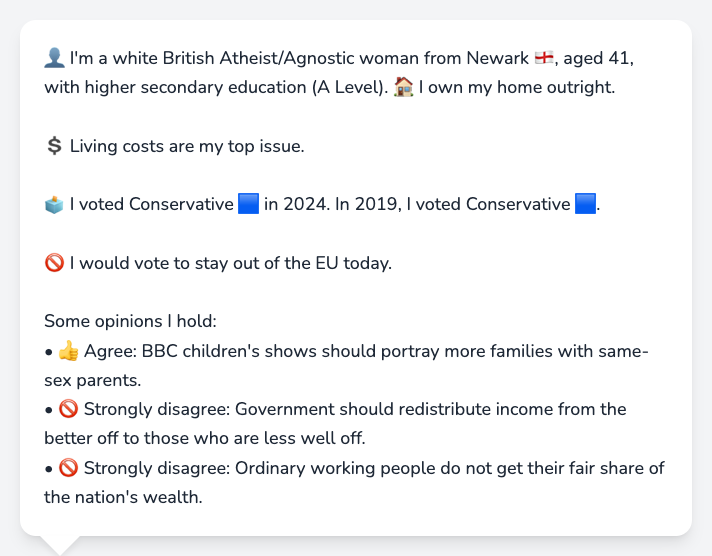 👤 I'm a white British Atheist/Agnostic woman from Newark 🏴󠁧󠁢󠁥󠁮󠁧󠁿, aged 41,
with higher secondary education (A Level). 🏠 I own my home outright.
💲 Living costs are my top issue.
🗳️ I voted Conservative 🟦 in 2024. In 2019, I voted Conservative 🟦.
🚫 I would vote to stay out of the EU today.
Some opinions I hold:
• 👍 Agree: BBC children's shows should portray more families with same-
sex parents.
• 🚫 Strongly disagree: Government should redistribute income from the
better off to those who are less well off.
• 🚫 Strongly disagree: Ordinary working people do not get their fair share of
the nation's wealth.